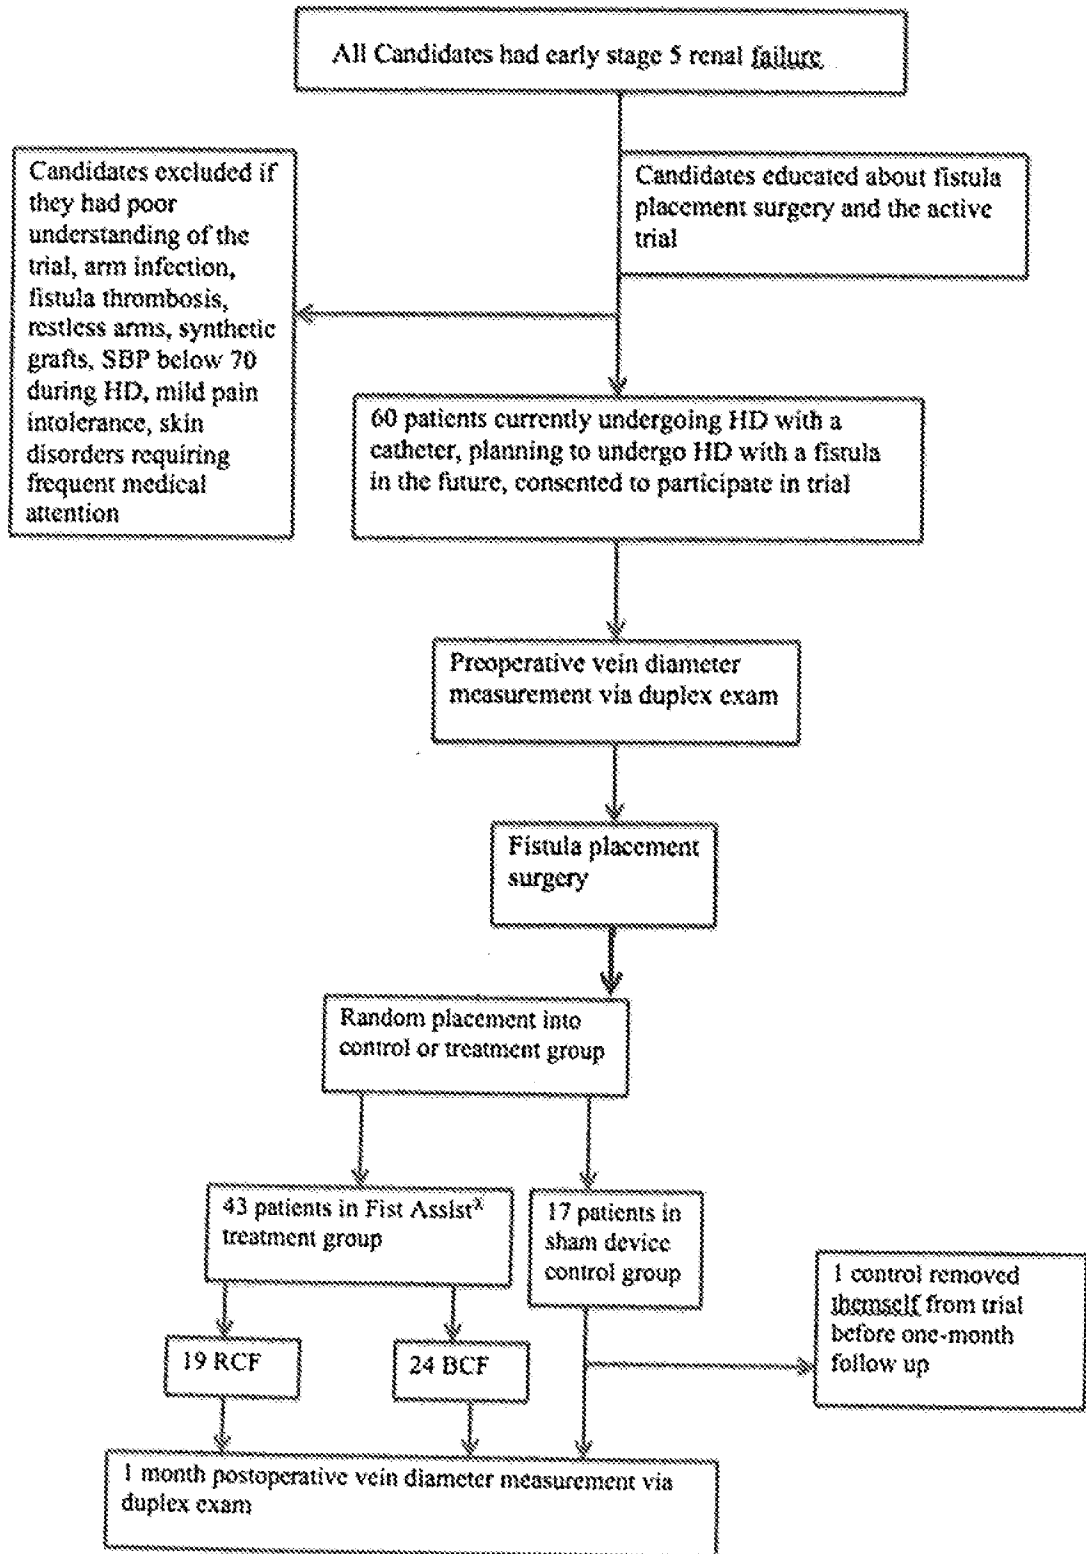 All Candidates had early stage 5 renal failure.
Candidates excluded if
they had poor
understanding of the
trial, arm infection,
fistula thrombosis,
restless arms, synthetic
grafts, SBP below 70
during HD, mild pain
intolerance, skin
disorders requiring
frequent medical
attention
Candidates educated about fistula
placement surgery and the active
trial
60 patients currently undergoing HD with a
catheter, planning to undergo HD with a fistula
in the future, consented to participate in trial
Preoperative vein diameter
measurement via duplex exam
Fistula placement
surgery
Random placement into
control or treatment group
43 patients in Fist Assistᵡ
treatment group
17 patients in
sham device
control group
1 control removed
themself from trial
before one-month
follow up
19 RCF
24 BCF
1 month postoperative vein diameter measurement via
duplex exam